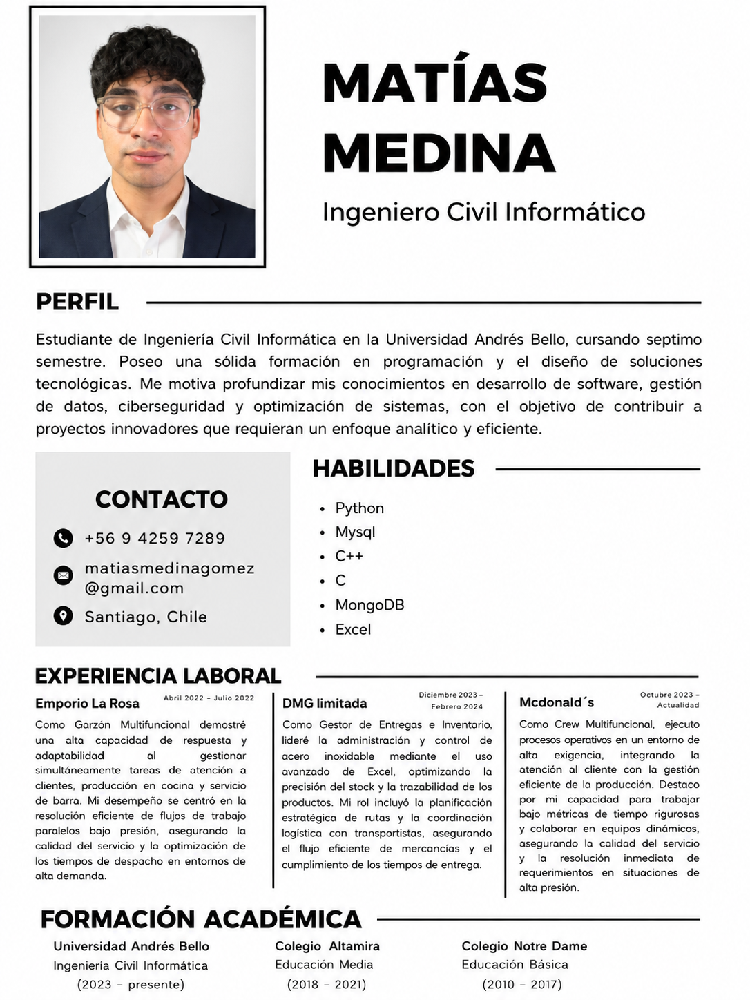 MATÍAS
MEDINA
Ingeniero Civil Informático
PERFIL
Estudiante de Ingeniería Civil Informática en la Universidad Andrés Bello, cursando septimo
semestre. Poseo una sólida formación en programación y el diseño de soluciones
tecnológicas. Me motiva profundizar mis conocimientos en desarrollo de software, gestión
de datos, ciberseguridad y optimización de sistemas, con el objetivo de contribuir a
proyectos innovadores que requieran un enfoque analítico y eficiente.
CONTACTO
+56 9 4259 7289
matiasmedinagomez
@gmail.com
Santiago, Chile
HABILIDADES
• Python
• Mysql
• C++
• C
• MongoDB
• Excel
EXPERIENCIA LABORAL
Emporio La Rosa
Abril 2022 – Julio 2022
Como Garzón Multifuncional demostré
una alta capacidad de respuesta y
adaptabilidad al gestionar
simultáneamente tareas de atención a
clientes, producción en cocina y servicio
de barra. Mi desempeño se centró en la
resolución eficiente de flujos de trabajo
paralelos bajo presión, asegurando la
calidad del servicio y la optimización de
los tiempos de despacho en entornos de
alta demanda.
DMG limitada
Diciembre 2023 –
Febrero 2024
Como Gestor de Entregas e Inventario,
lideré la administración y control de
acero inoxidable mediante el uso
avanzado de Excel, optimizando la
precisión del stock y la trazabilidad de los
productos. Mi rol incluyó la planificación
estratégica de rutas y la coordinación
logística con transportistas, asegurando
el flujo eficiente de mercancías y el
cumplimiento de los tiempos de entrega.
Mcdonald´s
Octubre 2023 –
Actualidad
Como Crew Multifuncional, ejecuto
procesos operativos en un entorno de
alta exigencia, integrando la
atención al cliente con la gestión
eficiente de la producción. Destaco
por mi capacidad para trabajar
bajo métricas de tiempo rigurosas
y colaborar en equipos dinámicos,
asegurando la calidad del servicio
y la resolución inmediata de
requerimientos en situaciones de
alta presión.
FORMACIÓN ACADÉMICA
Universidad Andrés Bello
Ingeniería Civil Informática
(2023 – presente)
Colegio Altamira
Educación Media
(2018 – 2021)
Colegio Notre Dame
Educación Básica
(2010 – 2017)